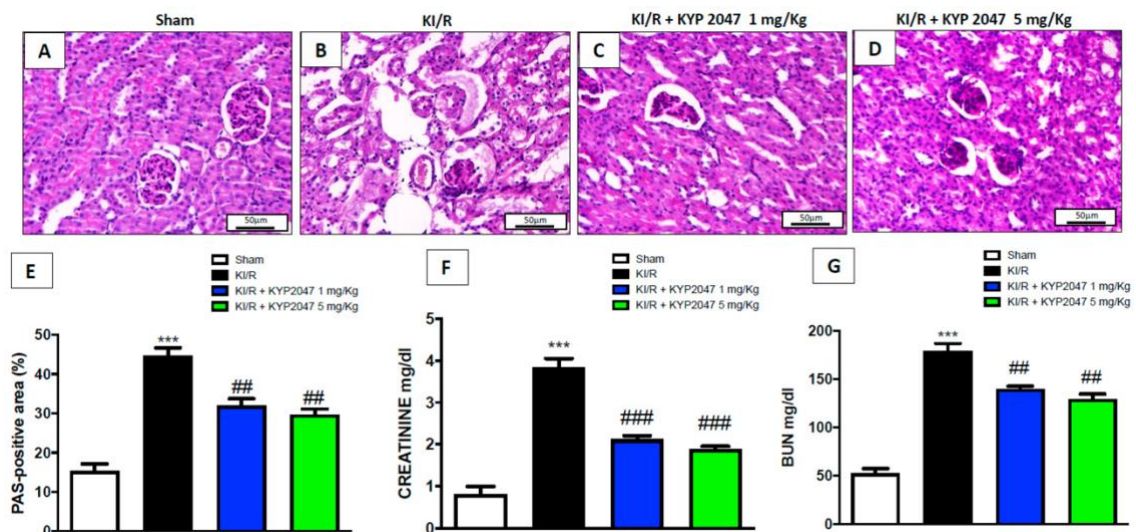 Sham KI/R KI/R + KYP 2047 1 mg/Kg KI/R + KYP 2047 5 mg/Kg
A B C D
50μm 50μm 50μm 50μm
E
Sham
KI/R
KI/R + KYP2047 1 mg/Kg
KI/R + KYP2047 5 mg/Kg
PAS-positive area (%)
50
40
30
20
10
0
***
##
##
F
Sham
KI/R
KI/R + KYP2047 1 mg/Kg
KI/R + KYP2047 5 mg/Kg
CREATININE mg/dl
5
4
3
2
1
0
***
###
###
G
Sham
KI/R
KI/R + KYP2047 1 mg/Kg
KI/R + KYP2047 5 mg/Kg
BUN mg/dl
200
150
100
50
0
***
##
##